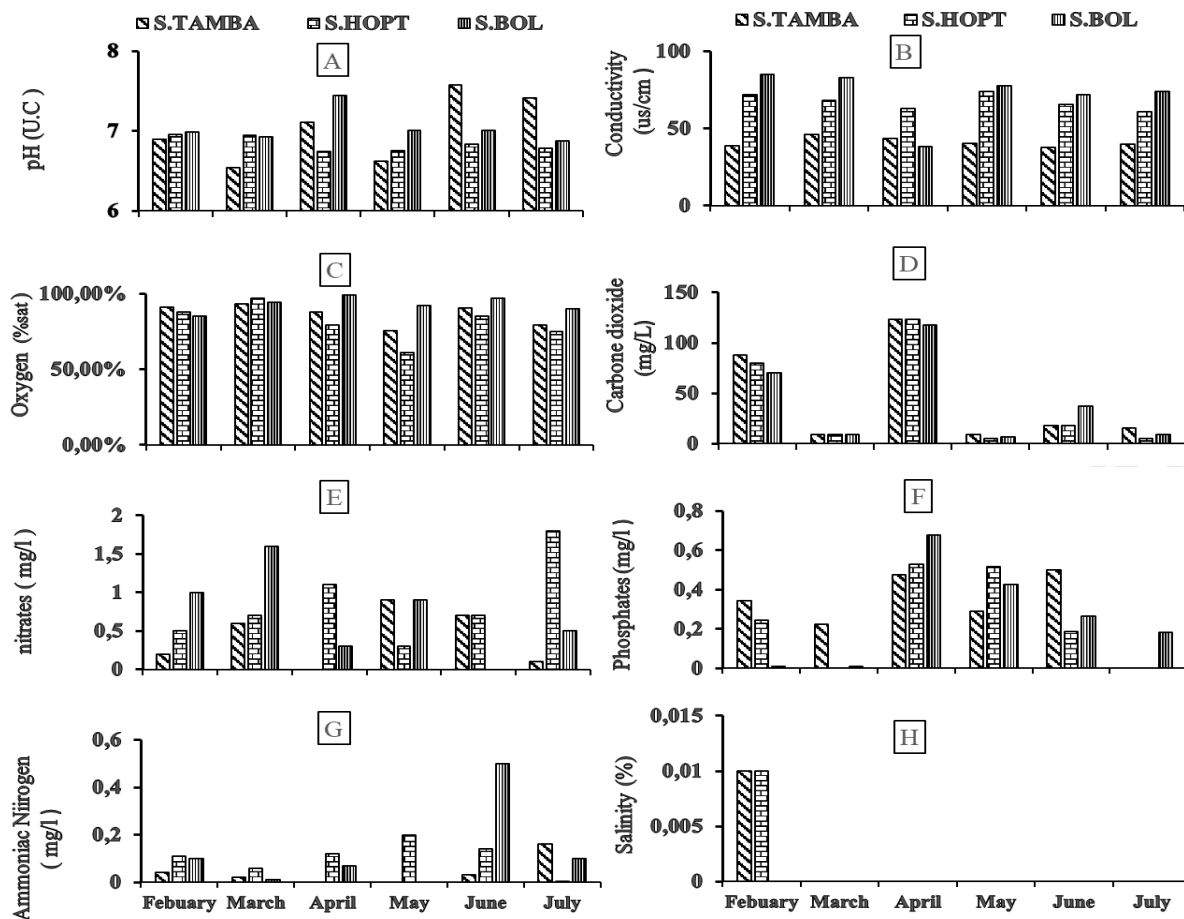 S.TAMBA S.HOPT S.BOL
S.TAMBA S.HOPT S.BOL
A
pH (U.C )
8
7
6
B
Conductivity
(us/cm )
100
50
0
C
Oxygen (%sat)
100,00%
50,00%
0,00%
D
Carbone dioxide
(mg/L)
150
100
50
0
E
nitrates ( mg/l )
2
1,5
1
0,5
0
F
Phosphates (mg/l )
0,8
0,6
0,4
0,2
0
G
Ammoniac Niirogen
( mg/l )
0,6
0,4
0,2
0
Febuary March April May June July
H
Salinity (%)
0,015
0,01
0,005
0
Febuary March April May June July